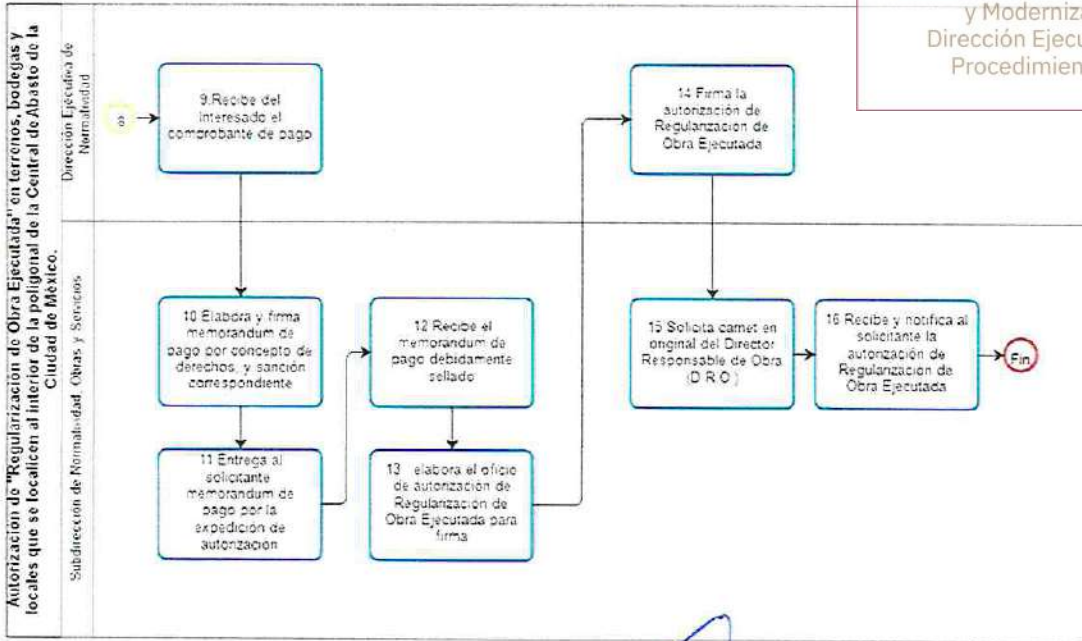 Autorización de "Regularización de Obra Ejecutada" en terrenos, bodegas y
locales que se localicen al interior de la poligonal de la Central de Abasto de la
Ciudad de México.
Dirección Ejecutiva de
Normatividad
9.Recibe del
interesado el
comprobante de pago
14 Firma la
autorización de
Regularización de
Obra Ejecutada
y Moderniza
Dirección Ejecu
Procedimien
Subdirección de Normatividad, Obras y Servicios
10 Elabora y firma
memorandum de
pago por concepto de
derechos, y sanción
correspondiente
11 Entrega al
solicitante
memorandum de
pago por la
expedición de
autorización
12 Recibe el
memorandum de
pago debidamente
sellado
13 elabora el oficio
de autorización de
Regularización de
Obra Ejecutada para
firma
15 Solicita carnet en
original del Director
Responsable de Obra
(D R O )
16 Recibe y notifica al
solicitante la
autorización de
Regularización de
Obra Ejecutada
Fin